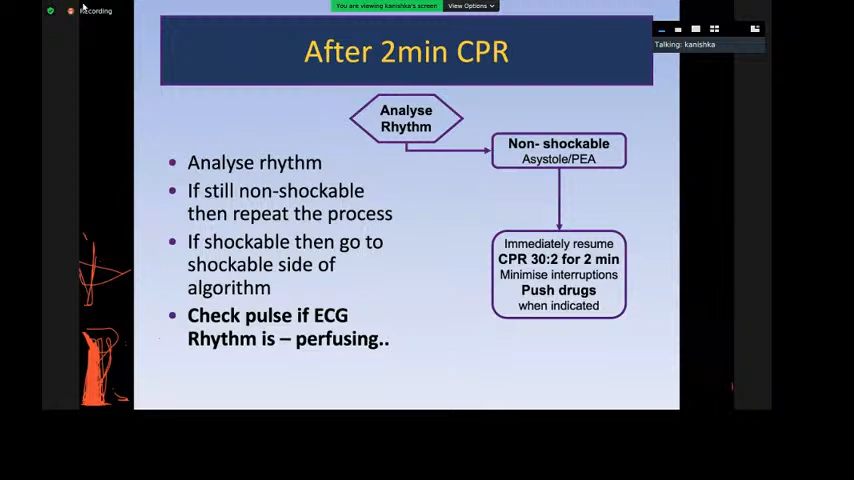 Recording
You are viewing kanishka's screen
View Options
Talking: kanishka
After 2min CPR
Analyse
Rhythm
Non- shockable
Asystole/PEA
Immediately resume
CPR 30:2 for 2 min
Minimise interruptions
Push drugs
when indicated
• Analyse rhythm
• If still non-shockable
then repeat the process
• If shockable then go to
shockable side of
algorithm
• Check pulse if ECG
Rhythm is – perfusing..